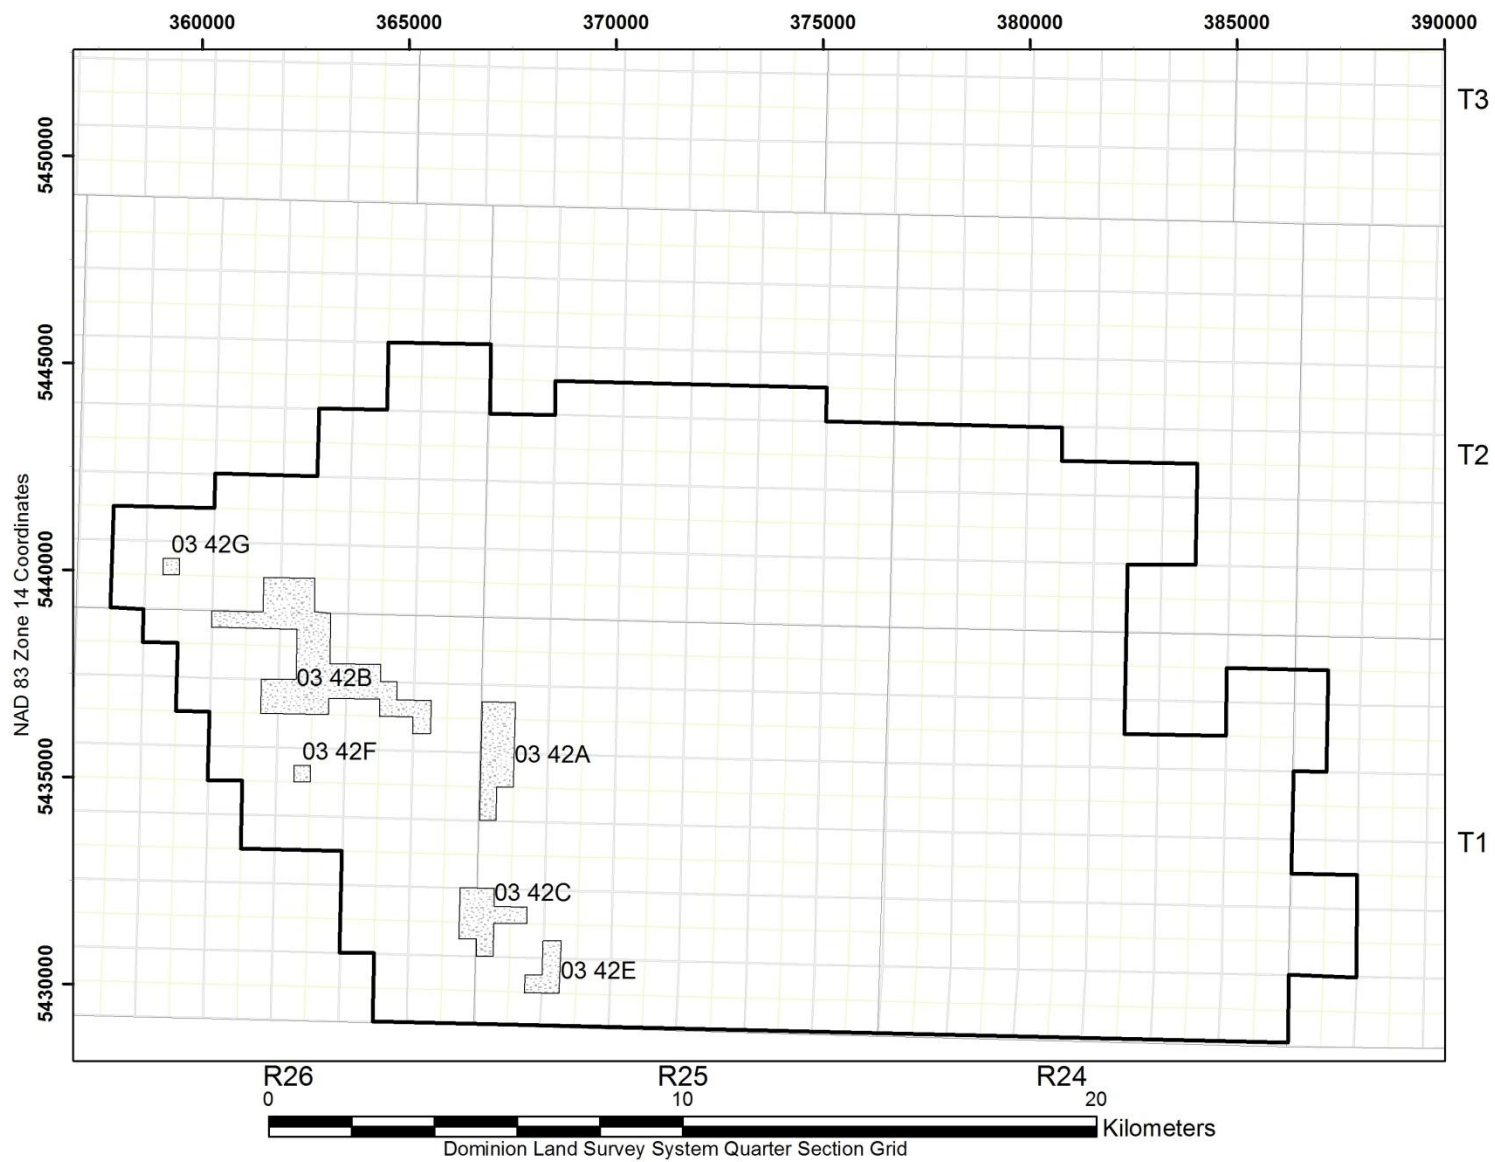 360000 365000 370000 375000 380000 385000 390000
T3
5450000
5445000
T2
NAD 83 Zone 14 Coordinates
03 42G
5440000
03 42B
03 42F
03 42A
5435000
T1
03 42C
03 42E
5430000
R26 R25 R24
0 10 20
Kilometers
Dominion Land Survey System Quarter Section Grid